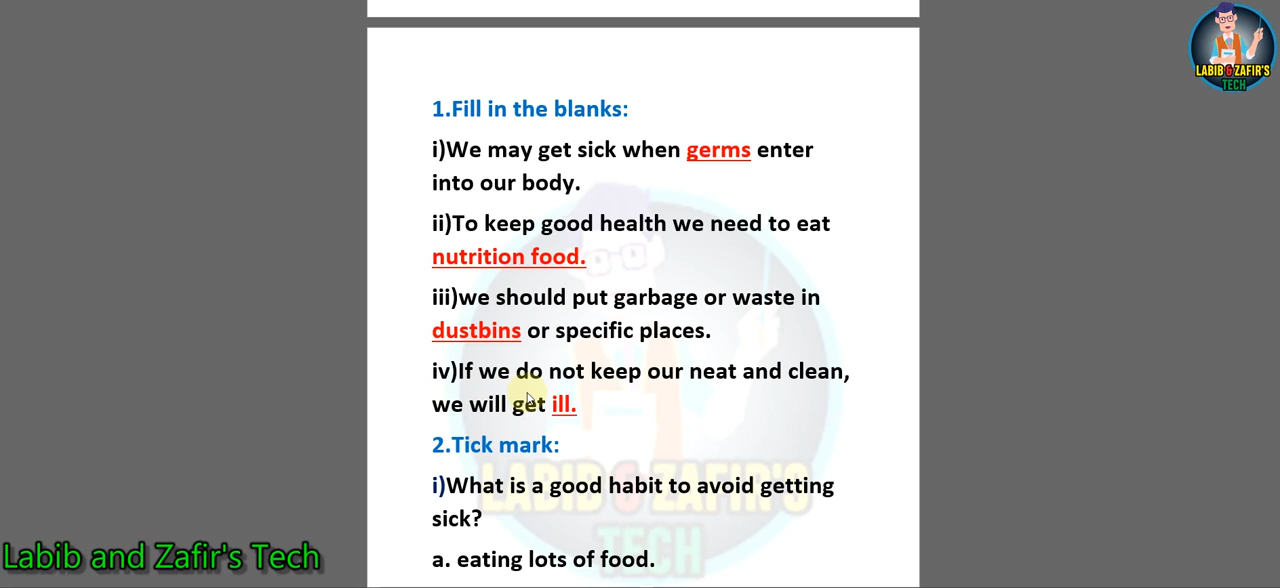 LABIB & ZAFIR'S
TECH
1.Fill in the blanks:
i)We may get sick when germs enter
into our body.
ii)To keep good health we need to eat
nutrition food.
iii)we should put garbage or waste in
dustbins or specific places.
iv)If we do not keep our neat and clean,
we will get ill.
2.Tick mark:
i)What is a good habit to avoid getting
sick?
LABIB & ZAFIR'S
TECH
a. eating lots of food.
Labib and Zafir's Tech